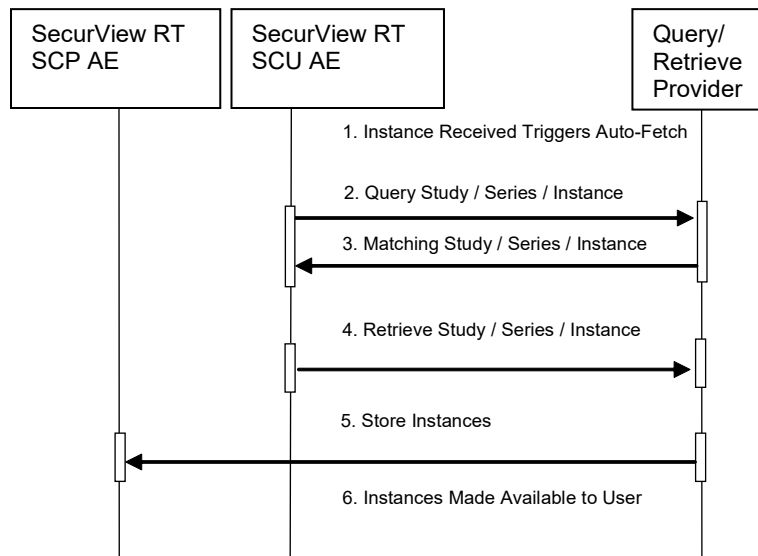 SecurView RT
SCP AE
SecurView RT
SCU AE
Query/
Retrieve
Provider
1. Instance Received Triggers Auto-Fetch
2. Query Study / Series / Instance
3. Matching Study / Series / Instance
4. Retrieve Study / Series / Instance
5. Store Instances
6. Instances Made Available to User